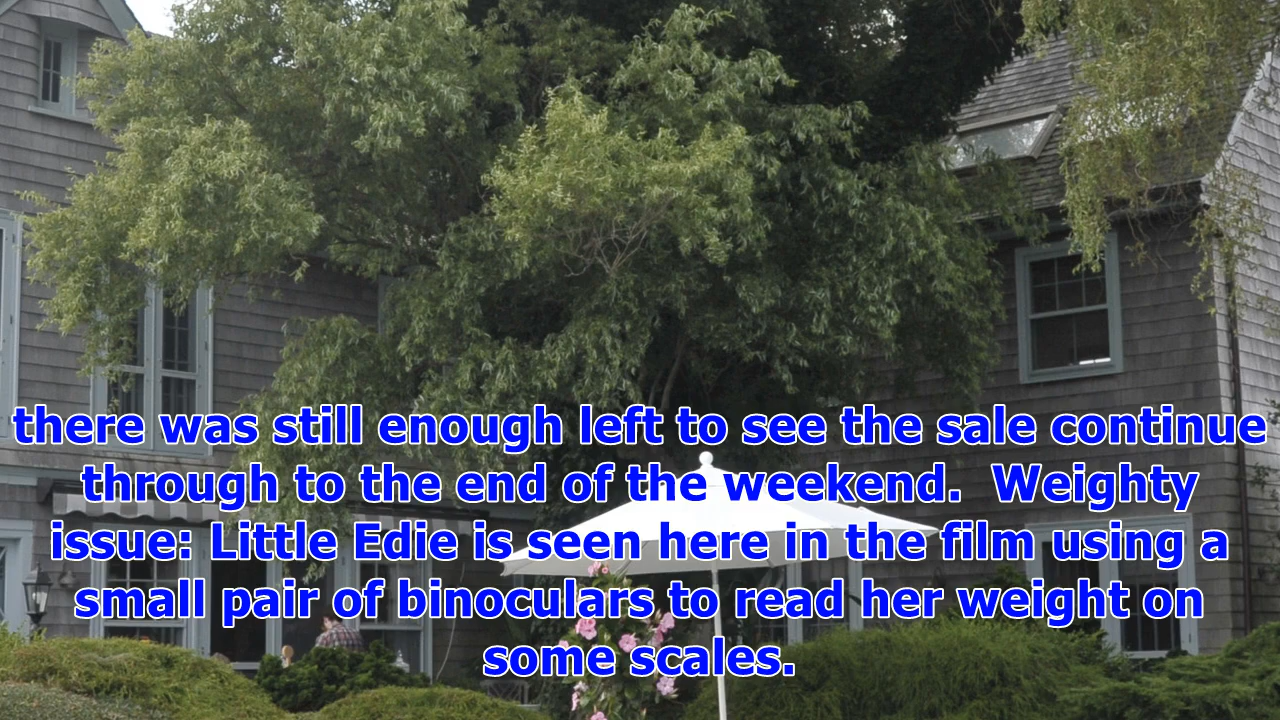 there was still enough left to see the sale continue
through to the end of the weekend.  Weighty
issue: Little Edie is seen here in the film using a
small pair of binoculars to read her weight on
some scales.